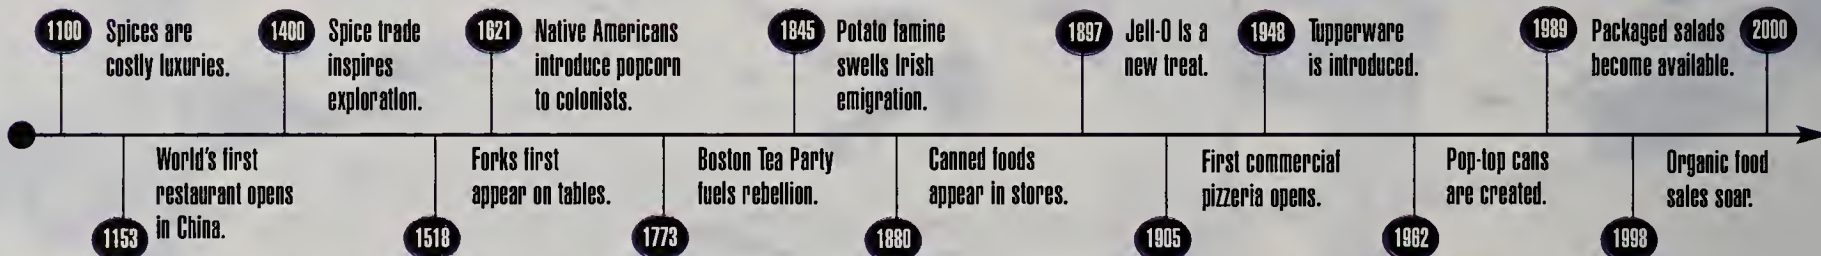 1100
Spices are
costly luxuries.
1153
World's first
restaurant opens
in China.
1400
Spice trade
inspires
exploration.
1518
Forks first
appear on tables.
1621
Native Americans
introduce popcorn
to colonists.
1773
Boston Tea Party
fuels rebellion.
1845
Potato famine
swells Irish
emigration.
1880
Canned foods
appear in stores.
1897
Jell-O Is a
new treat.
1905
First commercial
pizzeria opens.
1948
Tupperware
is introduced.
1962
Pop-top cans
are created.
1989
Packaged salads
become available.
1998
Organic food
sales soar.
2000